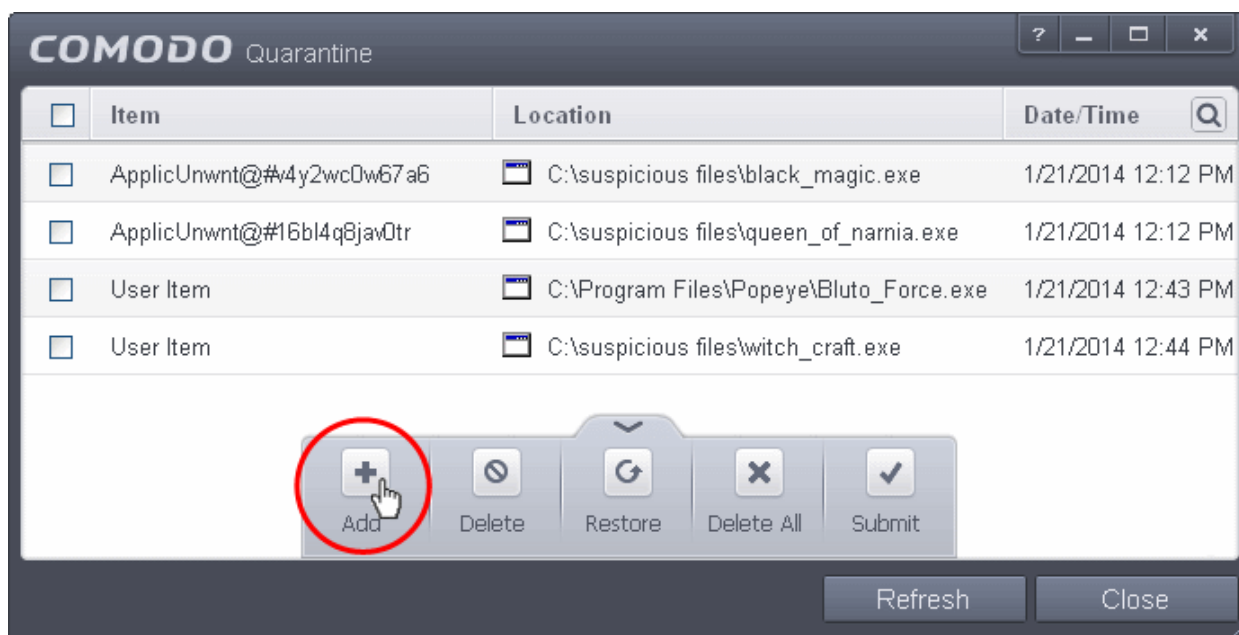 COMODO Quarantine ? _ x
Item Location Date/Time
ApplicUnwnt@#v4y2wc0w67a6 C:\suspicious files\black_magic.exe 1/21/2014 12:12 PM
ApplicUnwnt@#16bl4q8jav0tr C:\suspicious files\queen_of_narnia.exe 1/21/2014 12:12 PM
User Item C:\Program Files\Popeye\Bluto_Force.exe 1/21/2014 12:43 PM
User Item C:\suspicious files\witch_craft.exe 1/21/2014 12:44 PM
Add Delete Restore Delete All Submit
Refresh Close